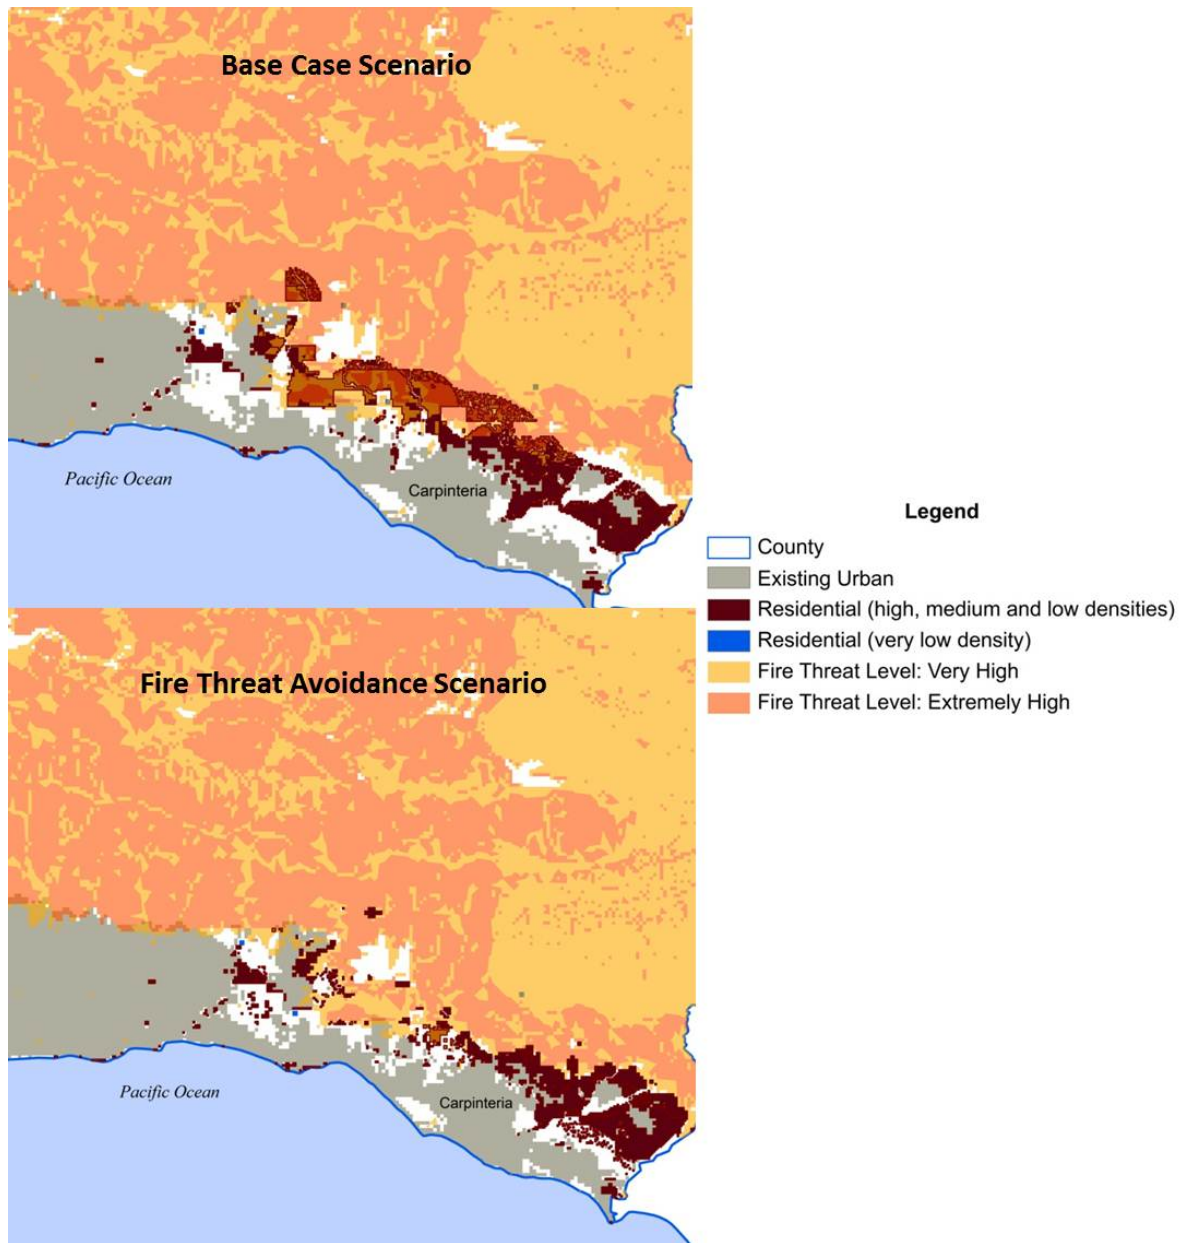 Base Case Scenario
Pacific Ocean
Carpinteria
Legend
County
Existing Urban
Residential (high, medium and low densities)
Residential (very low density)
Fire Threat Level: Very High
Fire Threat Level: Extremely High
Fire Threat Avoidance Scenario
Pacific Ocean
Carpinteria